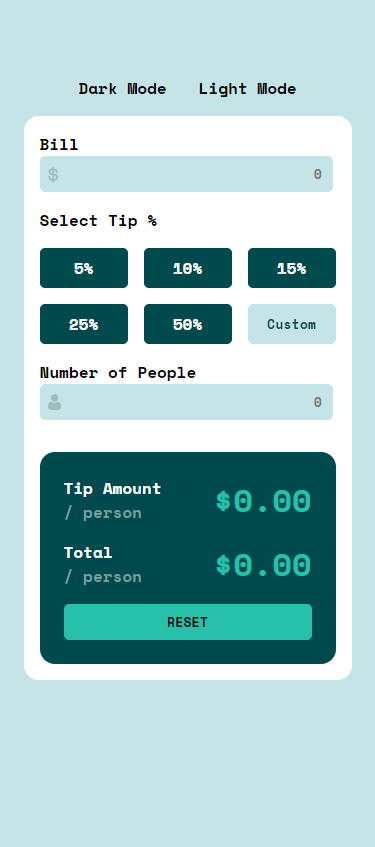 Dark Mode Light Mode
Bill
$ 0
Select Tip %
5% 10% 15%
25% 50% Custom
Number of People
0
Tip Amount
/ person
$0.00
Total
/ person
$0.00
RESET